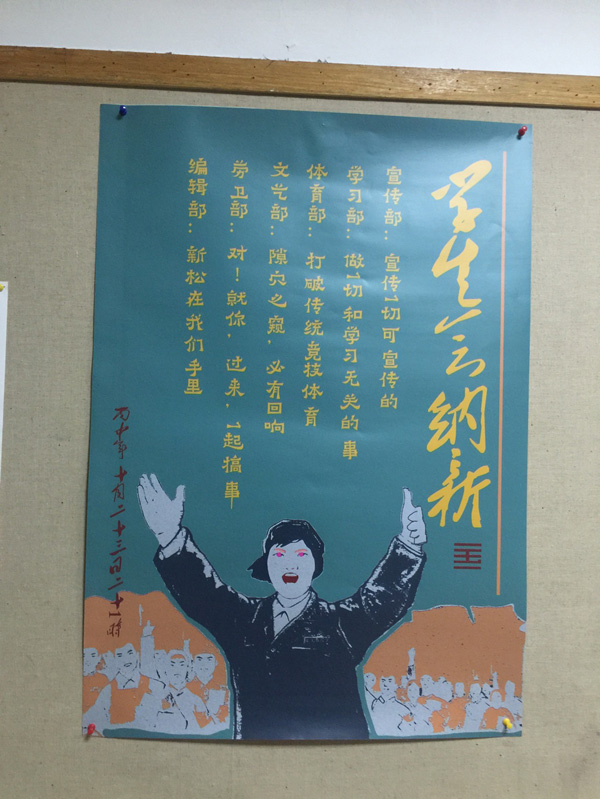 学生会纳新
宣传部：宣传1切可宣传的
学习部：做1切和学习无关的事
体育部：打破传统竞技体育
文艺部：隙穴之窥，必有回响
劳卫部：对！就你，过来，1起搞事
编辑部：新松在我们手里
丙申年十月二十三日二十1时